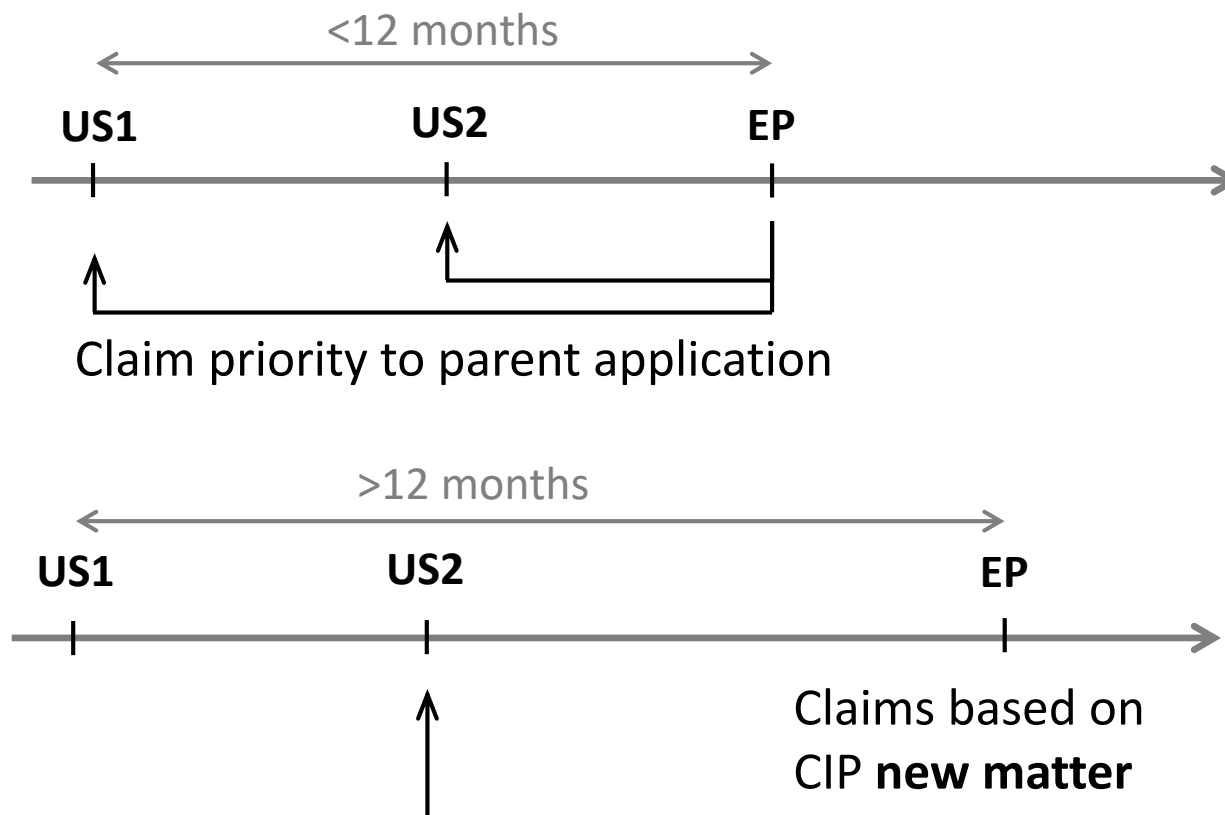 <12 months
US1 US2 EP
Claim priority to parent application
>12 months
US1 US2 EP
Claims based on
CIP new matter